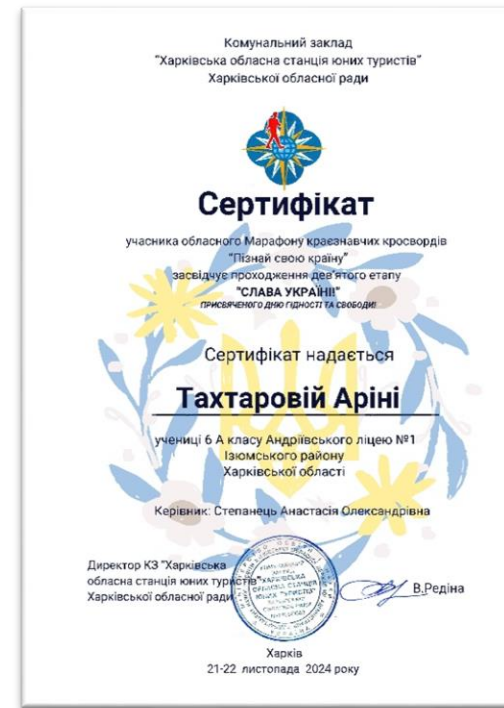 Комунальний заклад
"Харківська обласна станція юних туристів"
Харківської обласної ради
Сертифікат
учасника обласного Марафону краєзнавчих кросвордів
"Пізнай свою країну"
засвідчує проходження дев'ятого етапу
"СЛАВА УКРАЇНІ!"
ПРИСВЯЧЕНОГО ДНЮ ГІДНОСТІ ТА СВОБОДИ!
Сертифікат надається
Тахтаровій Аріні
учениці 6 А класу Андріївського ліцею №1
Ізюмського району
Харківської області
Керівник: Степанець Анастасія Олександрівна
Директор КЗ "Харківська
обласна станція юних туристів"
Харківської обласної ради
В.Редіна
Харків
21-22 листопада 2024 року